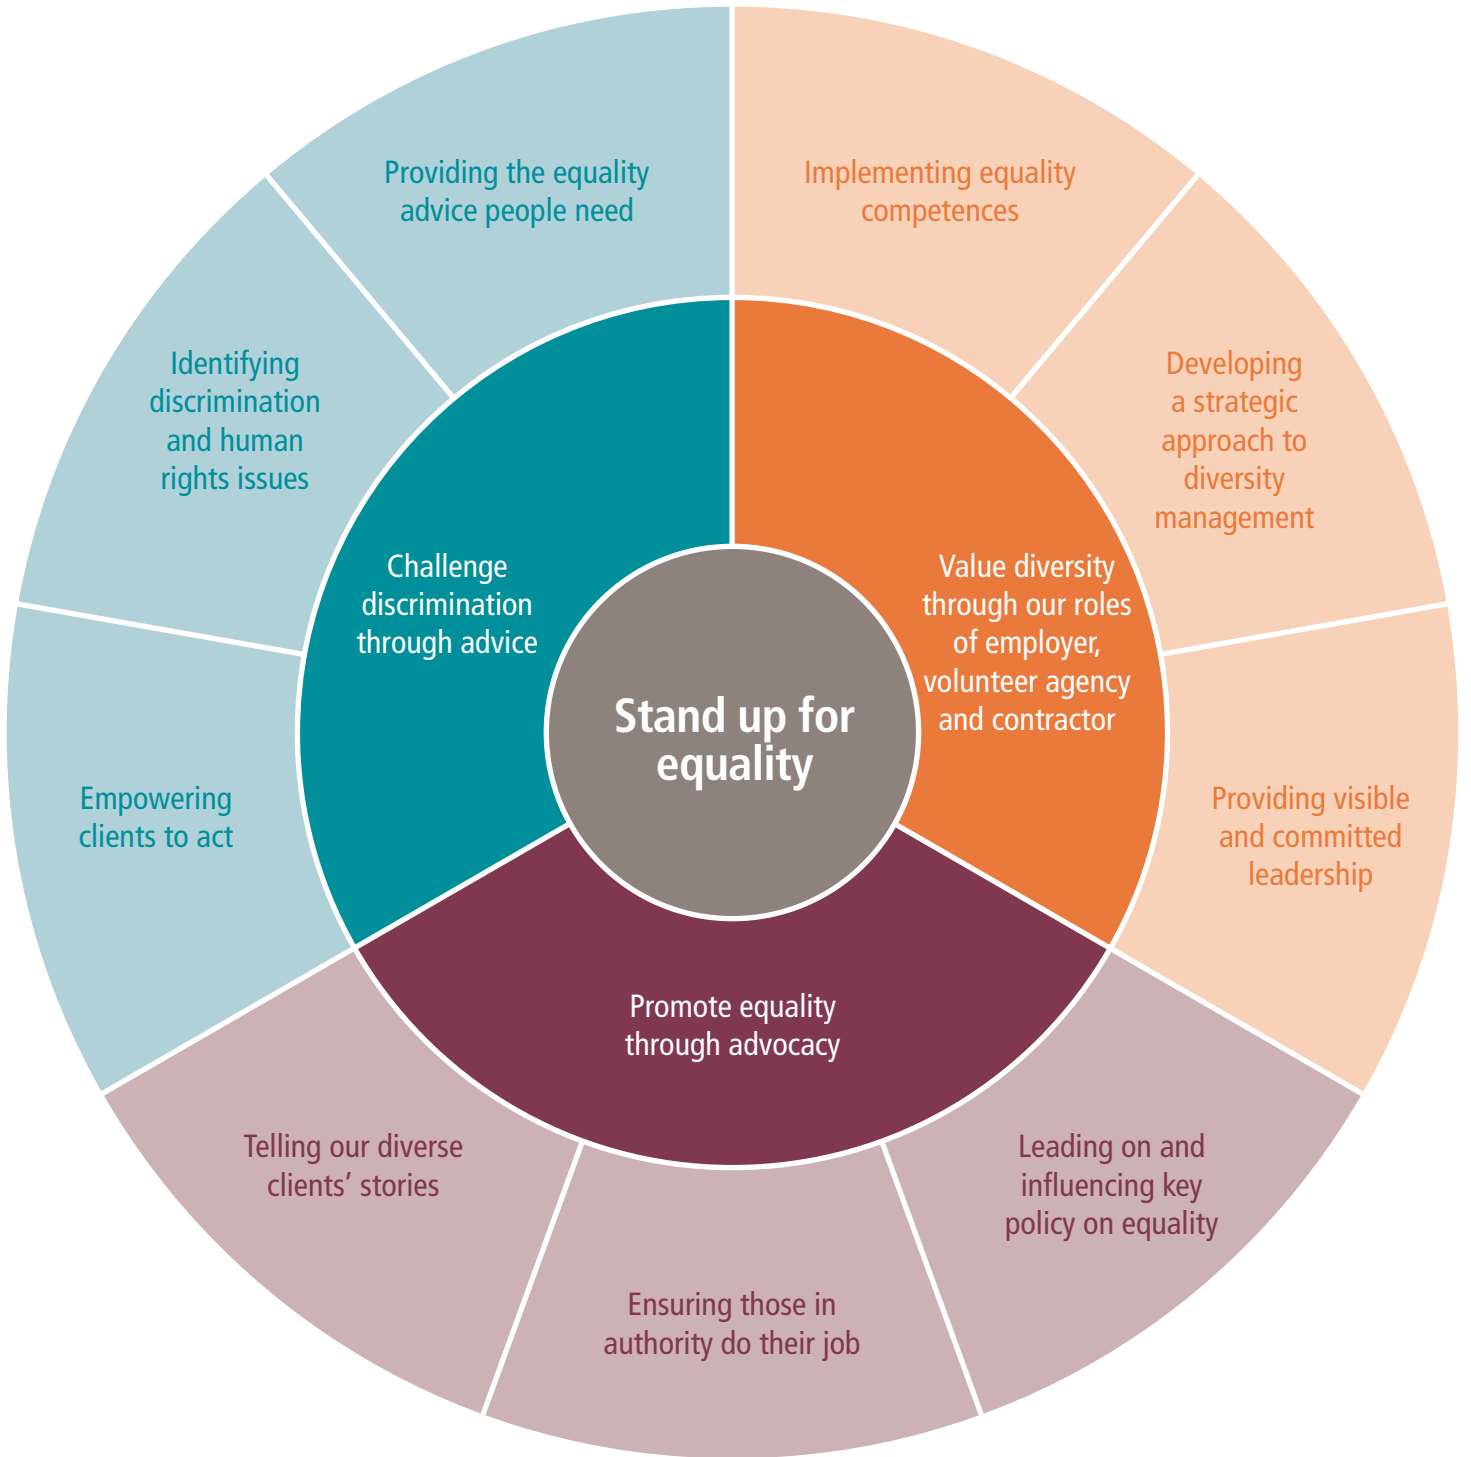 Providing the equality
advice people need
Implementing equality
competences
Identifying
discrimination
and human
rights issues
Developing
a strategic
approach to
diversity
management
Challenge
discrimination
through advice
Value diversity
through our roles
of employer,
volunteer agency
and contractor
Stand up for
equality
Empowering
clients to act
Providing visible
and committed
leadership
Promote equality
through advocacy
Telling our diverse
clients’ stories
Leading on and
influencing key
policy on equality
Ensuring those in
authority do their job